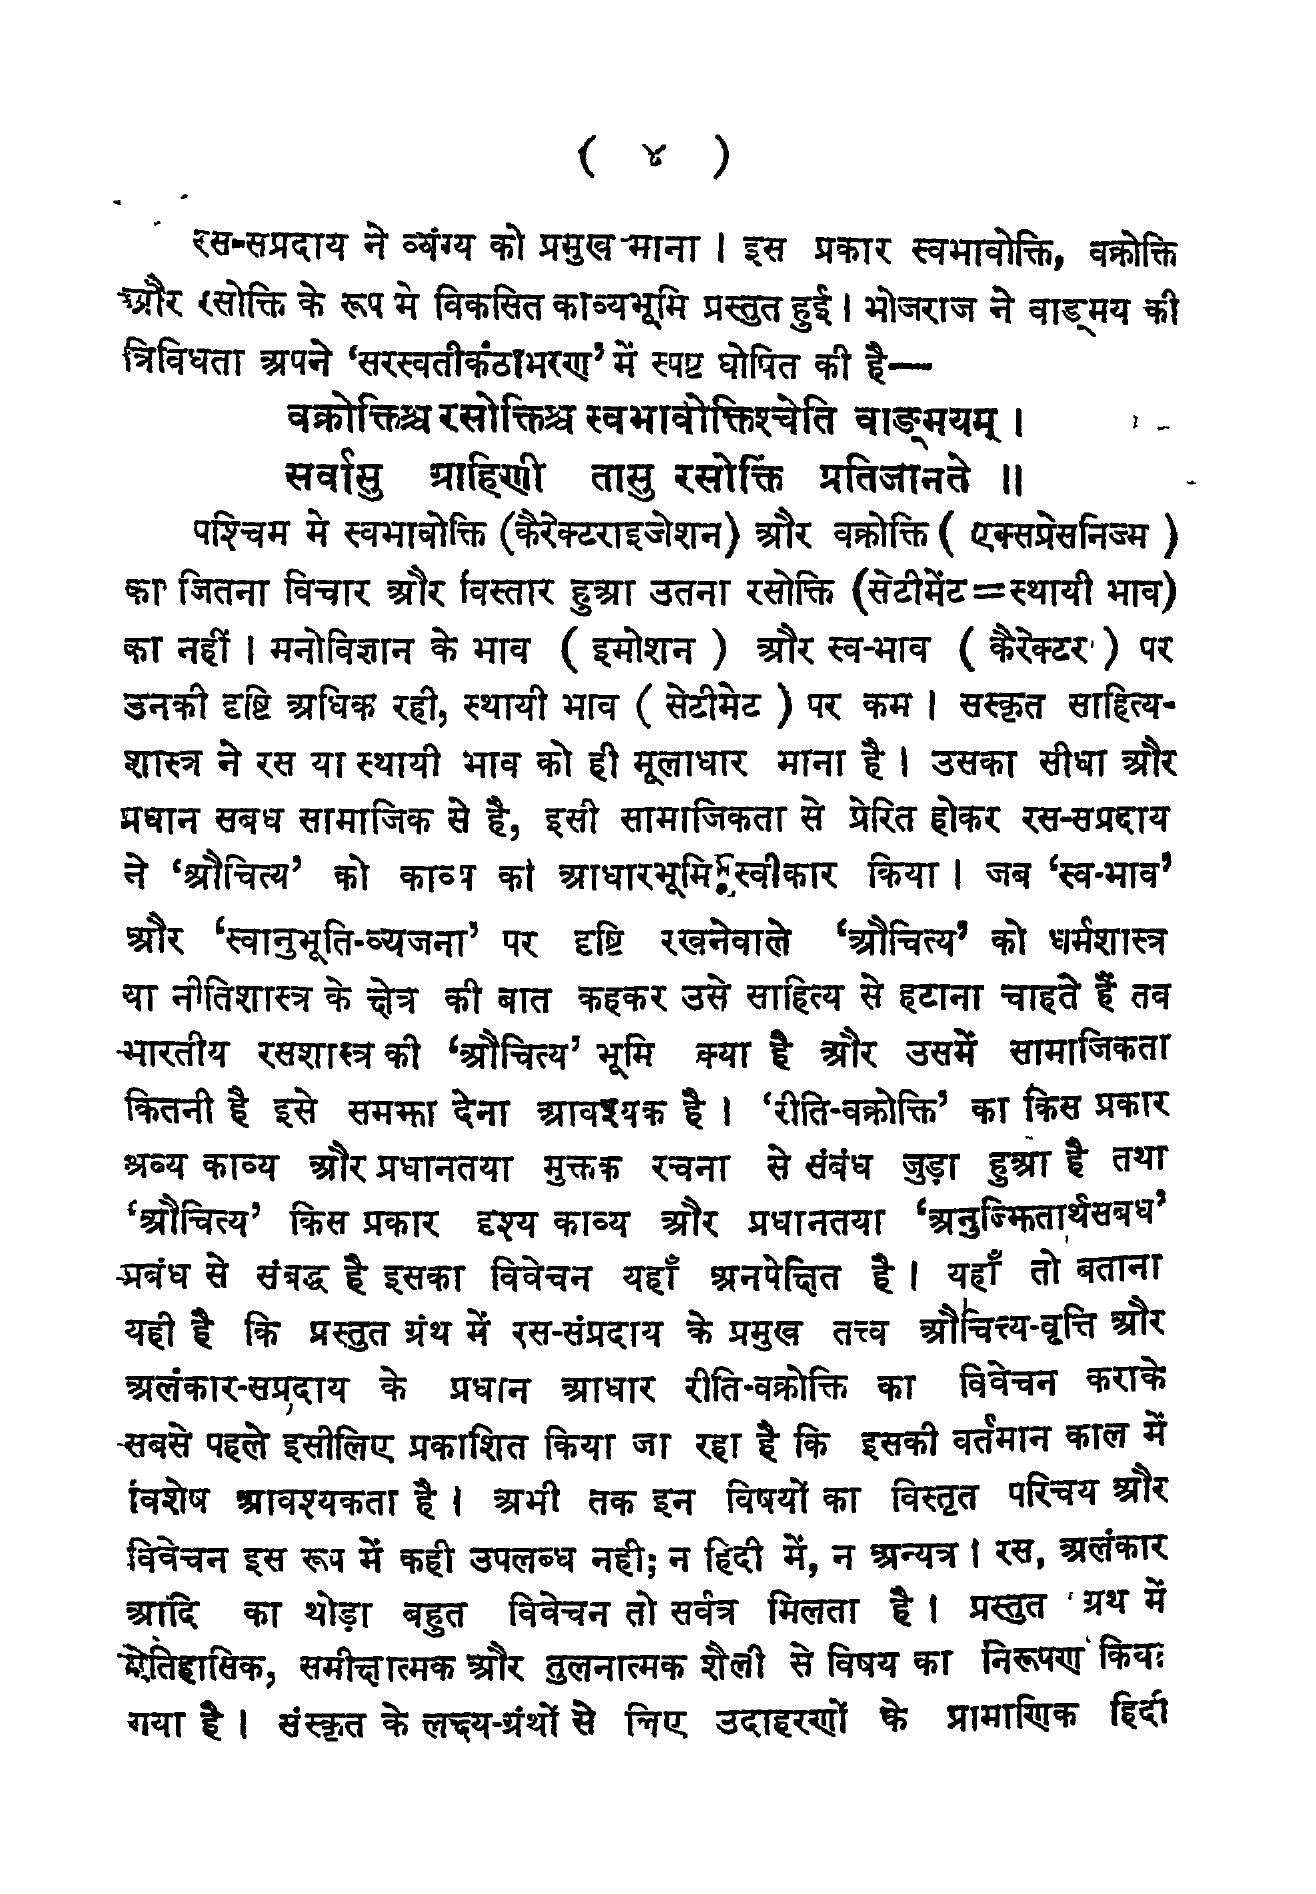 ( ४ )
रस-सप्रदाय ने व्यंग्य को प्रमुख माना । इस प्रकार स्वभावोक्ति, वक्रोक्ति
और रसोक्ति के रूप मे विकसित काव्यभूमि प्रस्तुत हुई । भोजराज ने वाङ्मय की
त्रिविधता अपने ‘सरस्वतीकंठाभरण’ में स्पष्ट घोषित की है—
वक्रोक्तिश्च रसोक्तिश्च स्वभावोक्तिश्चेति वाङ्मयम् ।
सर्वासु ग्राहिणी तासु रसोक्तिं प्रतिजानते ॥
पश्चिम मे स्वभावोक्ति (कैरेक्टराइजेशन) और वक्रोक्ति ( एक्सप्रेसनिज्म )
का जितना विचार और विस्तार हुआ उतना रसोक्ति (सेटीमेंट=स्थायी भाव)
का नहीं । मनोविज्ञान के भाव ( इमोशन ) और स्व-भाव ( कैरेक्टर ) पर
उनकी दृष्टि अधिक रही, स्थायी भाव ( सेटीमेट ) पर कम । सस्कृत साहित्य-
शास्त्र ने रस या स्थायी भाव को ही मूलाधार माना है । उसका सीधा और
प्रधान सबध सामाजिक से है, इसी सामाजिकता से प्रेरित होकर रस-सप्रदाय
ने ‘औचित्य’ को काव्य की आधारभूमि स्वीकार किया । जब ‘स्व-भाव’
और ‘स्वानुभूति-व्यजना’ पर दृष्टि रखनेवाले ‘औचित्य’ को धर्मशास्त्र
या नीतिशास्त्र के क्षेत्र की बात कहकर उसे साहित्य से हटाना चाहते हैं तब
भारतीय रसशास्त्र की ‘औचित्य’ भूमि क्या है और उसमें सामाजिकता
कितनी है इसे समझा देना आवश्यक है । ‘रीति-वक्रोक्ति’ का किस प्रकार
श्रव्य काव्य और प्रधानतया मुक्तक रचना से संबंध जुड़ा हुआ है तथा
‘औचित्य’ किस प्रकार दृश्य काव्य और प्रधानतया ‘अनुज्झितार्थसबध’
प्रबंध से संबद्ध है इसका विवेचन यहाँ अनपेक्षित है । यहाँ तो बताना
यही है कि प्रस्तुत ग्रंथ में रस-संप्रदाय के प्रमुख तत्त्व औचित्त्य-वृत्ति और
अलंकार-सप्रदाय के प्रधान आधार रीति-वक्रोक्ति का विवेचन कराके
सबसे पहले इसीलिए प्रकाशित किया जा रहा है कि इसकी वर्तमान काल में
विशेष आवश्यकता है । अभी तक इन विषयों का विस्तृत परिचय और
विवेचन इस रूप में कही उपलब्ध नही; न हिदी में, न अन्यत्र । रस, अलंकार
आदि का थोड़ा बहुत विवेचन तो सर्वत्र मिलता है । प्रस्तुत ग्रथ में
ऐतिहासिक, समीक्षात्मक और तुलनात्मक शैली से विषय का निरूपण किया
गया है । संस्कृत के लक्ष्य-ग्रंथों से लिए उदाहरणों के प्रामाणिक हिदी